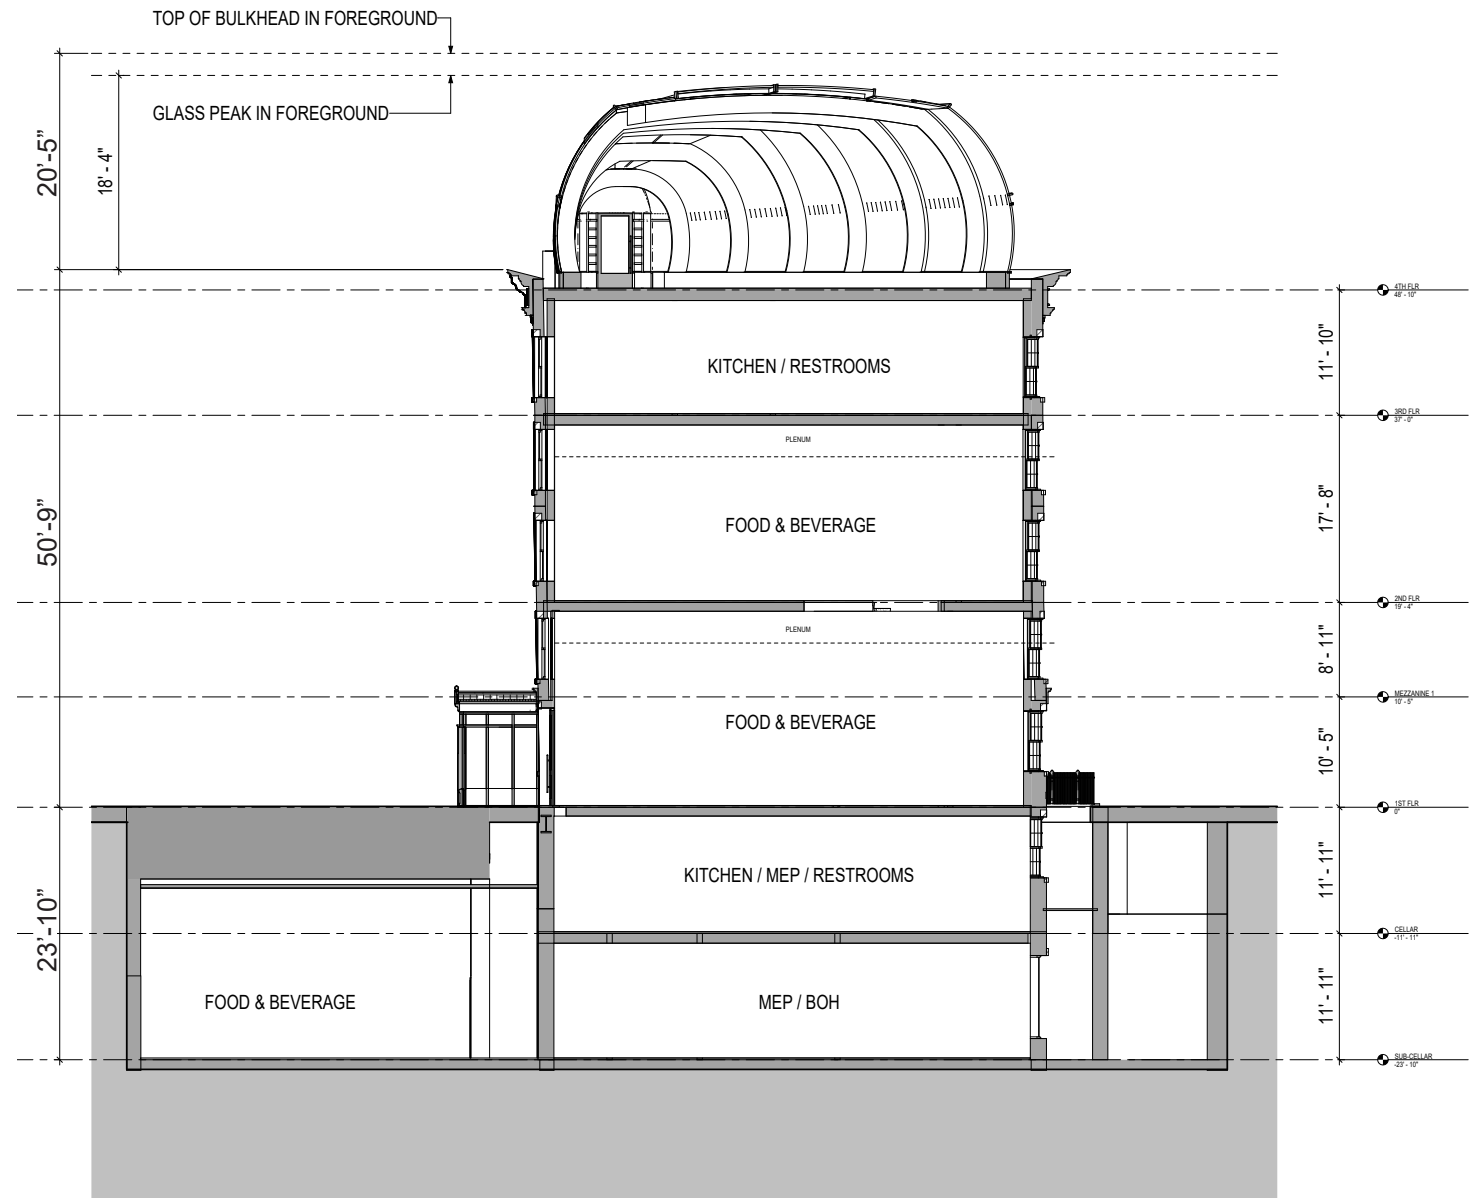 TOP OF BULKHEAD IN FOREGROUND
GLASS PEAK IN FOREGROUND
20'-5"
18' - 4"
4TH FLR
48' - 10"
11' - 10"
KITCHEN / RESTROOMS
3RD FLR
37' - 0"
PLENUM
50'-9"
17' - 8"
FOOD & BEVERAGE
2ND FLR
19' - 4"
PLENUM
8' - 11"
MEZZANINE 1
10' - 5"
FOOD & BEVERAGE
10' - 5"
1ST FLR
0"
KITCHEN / MEP / RESTROOMS
11' - 11"
23'-10"
CELLAR
-11' - 11"
FOOD & BEVERAGE
MEP / BOH
11' - 11"
SUB-CELLAR
-23' - 10"